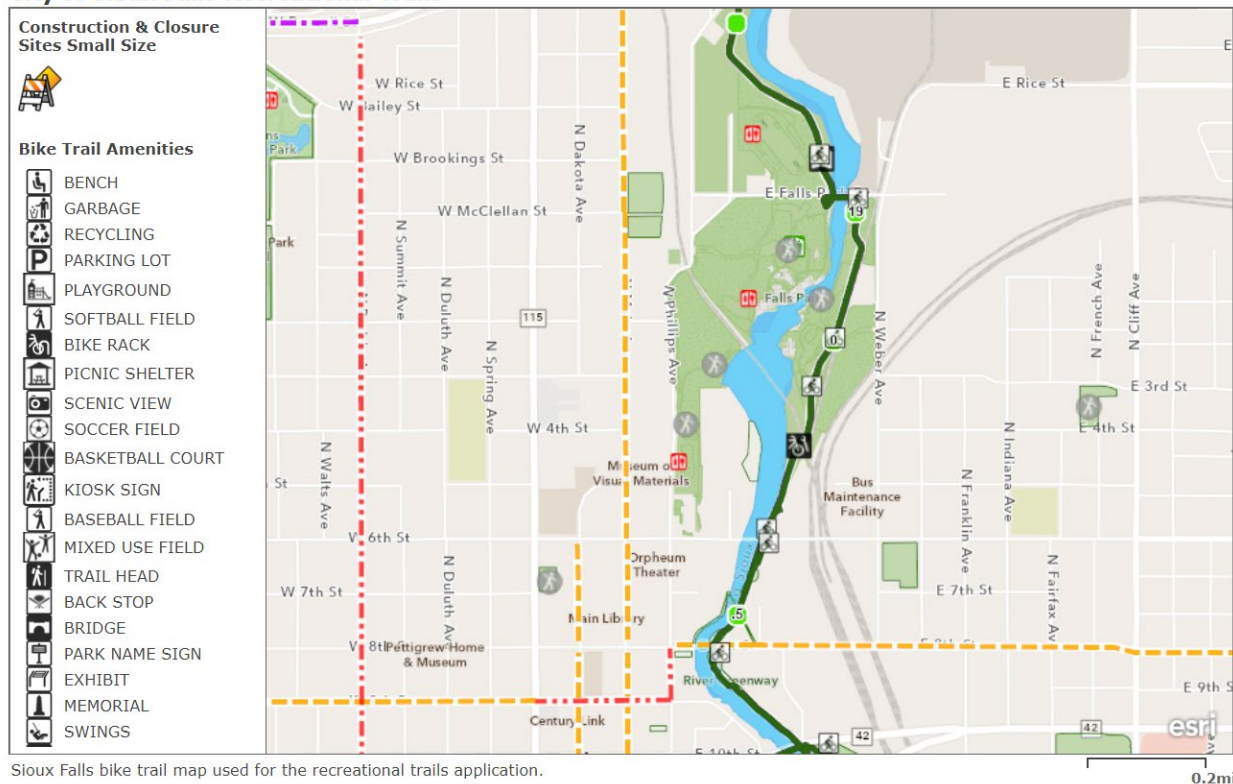 Construction & Closure
Sites Small Size
Bike Trail Amenities
BENCH
GARBAGE
RECYCLING
PARKING LOT
PLAYGROUND
SOFTBALL FIELD
BIKE RACK
PICNIC SHELTER
SCENIC VIEW
SOCCER FIELD
BASKETBALL COURT
KIOSK SIGN
BASEBALL FIELD
MIXED USE FIELD
TRAIL HEAD
BACK STOP
BRIDGE
PARK NAME SIGN
EXHIBIT
MEMORIAL
SWINGS
W Rice St
E Rice St
W Brookings St
W McClellan St
E Falls
19
Park
Park
N Dakota Ave
N Summit Ave
N Duluth Ave
N Spring Ave
N Phillips Ave
N Weber Ave
N French Ave
N Cliff Ave
115
Falls
0
E 3rd St
W 4th St
E 4th St
N Walts Ave
N Indiana Ave
N Franklin Ave
N Fairfax Ave
Museum of
Visual Materials
Bus
Maintenance
Facility
W 6th St
Orpheum
Theater
W 7th St
E 7th St
N Duluth Ave
Main Library
.5
Pettigrew Home
& Museum
River Greenway
E 9th St
Century Link
42
42
E 10th St
esri
Sioux Falls bike trail map used for the recreational trails application.
0.2mi